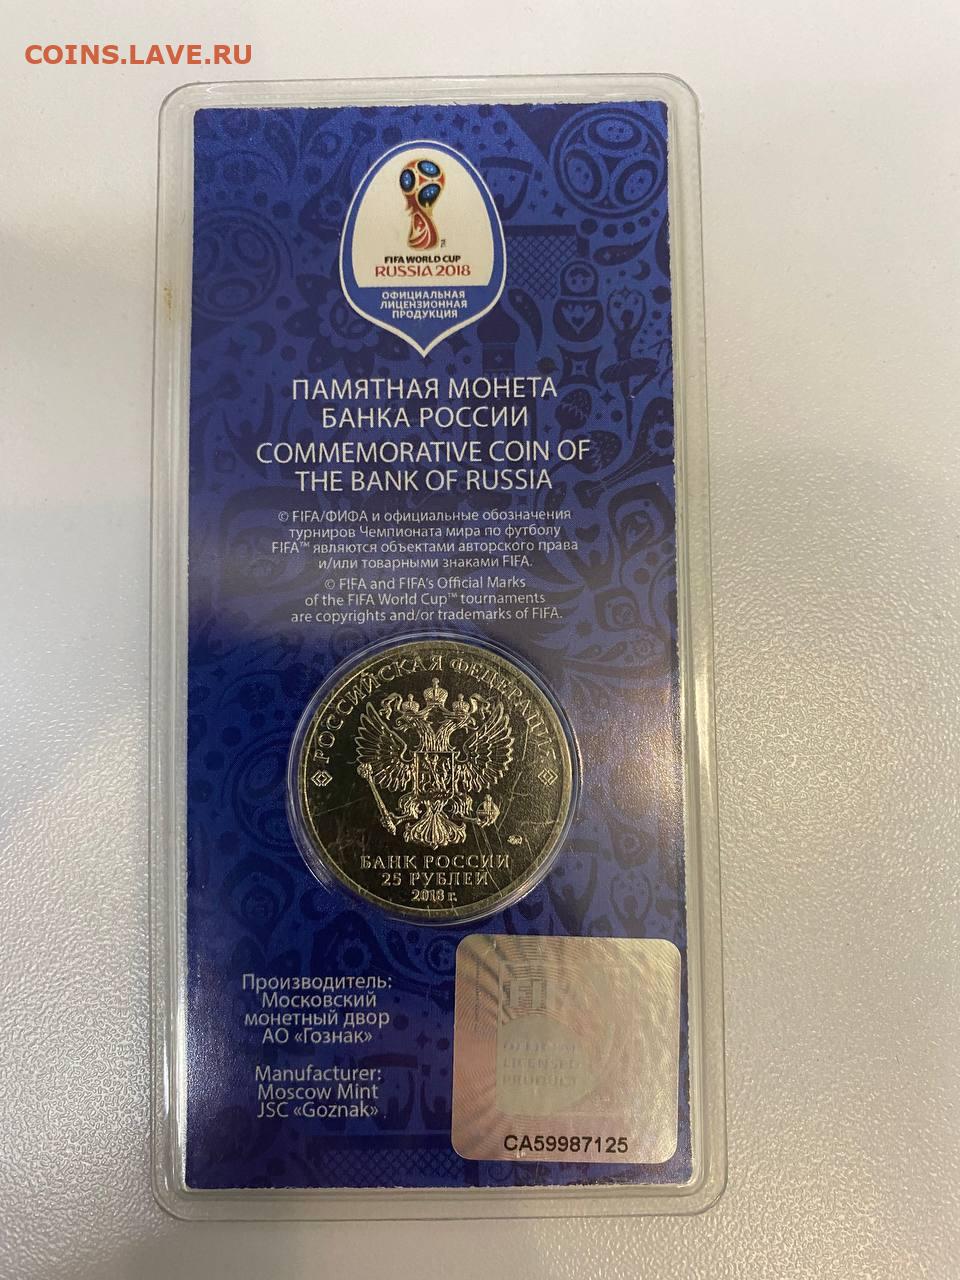 COINS.LAVE.RU
FIFA WORLD CUP
RUSSIA 2018
ОФИЦИАЛЬНАЯ
ЛИЦЕНЗИОННАЯ
ПРОДУКЦИЯ
ПАМЯТНАЯ МОНЕТА
БАНКА РОССИИ
COMMEMORATIVE COIN OF
THE BANK OF RUSSIA
© FIFA/ФИФА и официальные обозначения
турниров Чемпионата мира по футболу
FIFA™ являются объектами авторского права
и/или товарными знаками FIFA.
© FIFA and FIFA's Official Marks
of the FIFA World Cup™ tournaments
are copyrights and/or trademarks of FIFA.
РОССИЙСКАЯ ФЕДЕРАЦИЯ
БАНК РОССИИ
25 РУБЛЕЙ
2018 г.
Производитель:
Московский
монетный двор
АО «Гознак»
Manufacturer:
Moscow Mint
JSC «Goznak»
OFFICIAL
LICENSED
PRODUCT
CA59987125